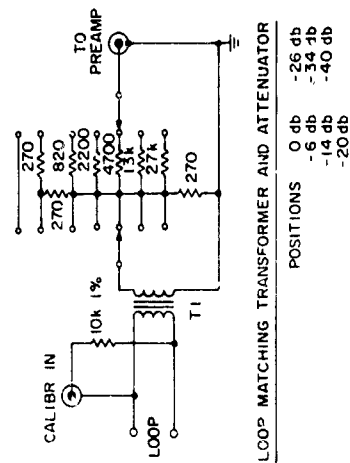 CALIBR IN
10k 1%
LOOP
T1
270
270
820
2200
4700
13k
27k
270
TO
PREAMP
LOOP MATCHING TRANSFORMER AND ATTENUATOR
POSITIONS
0 db
-6 db
-14 db
-20 db
-26 db
-34 db
-40 db